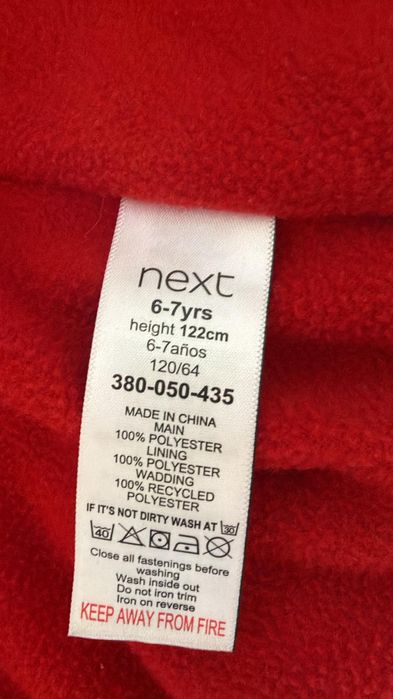 next
6-7yrs
height 122cm
6-7años
120/64
380-050-435
MADE IN CHINA
MAIN
100% POLYESTER
LINING
100% POLYESTER
WADDING
100% RECYCLED
POLYESTER
IF IT'S NOT DIRTY WASH AT 30
40
Close all fastenings before
washing
Wash inside out
Do not iron trim
Iron on reverse
KEEP AWAY FROM FIRE